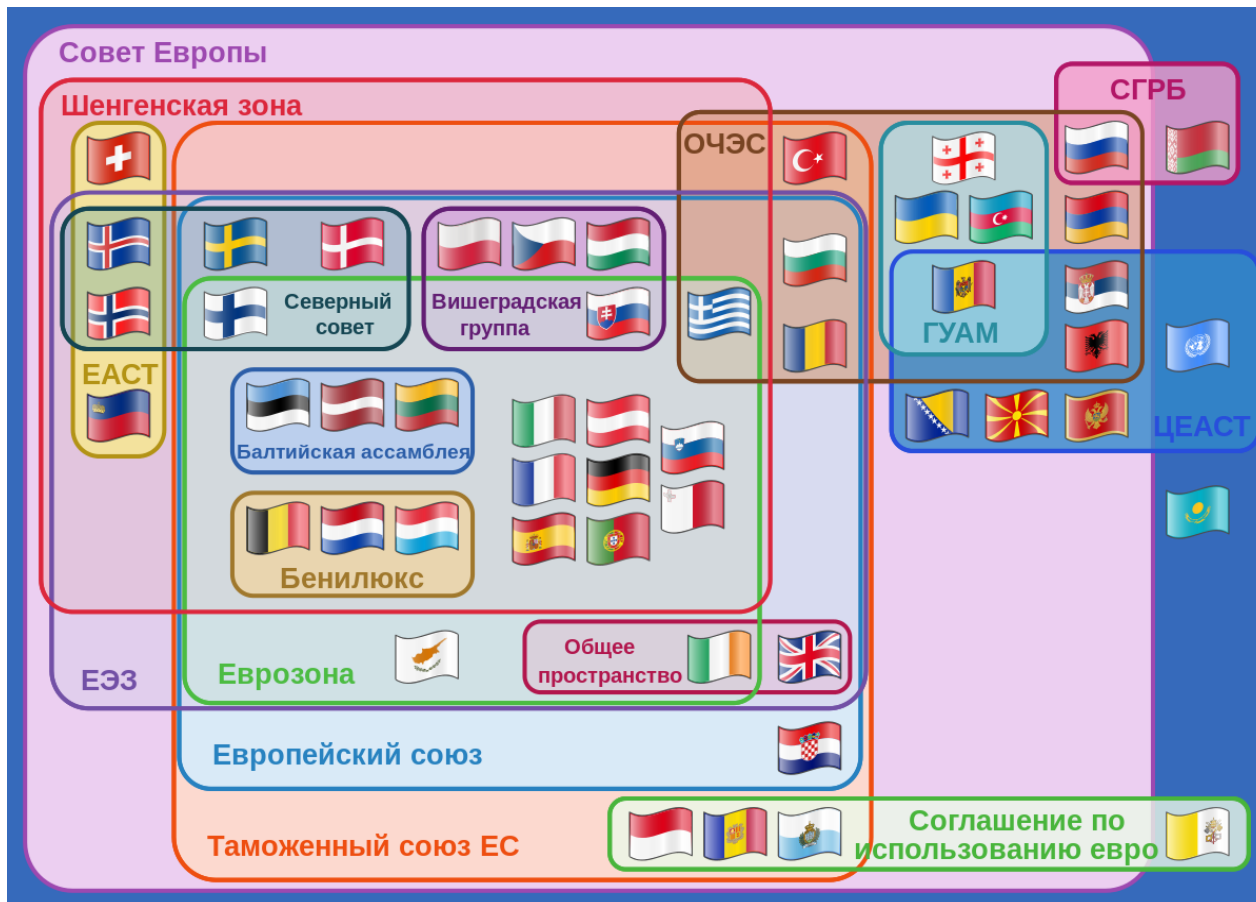 Совет Европы
СГРБ
Шенгенская зона
ОЧЭС
Северный
совет
Вишеградская
группа
ГУАМ
ЕАСТ
ЦЕАСТ
Балтийская ассамблея
Бенилюкс
Общее
пространство
Еврозона
ЕЭЗ
Европейский союз
Соглашение по
использованию евро
Таможенный союз ЕС